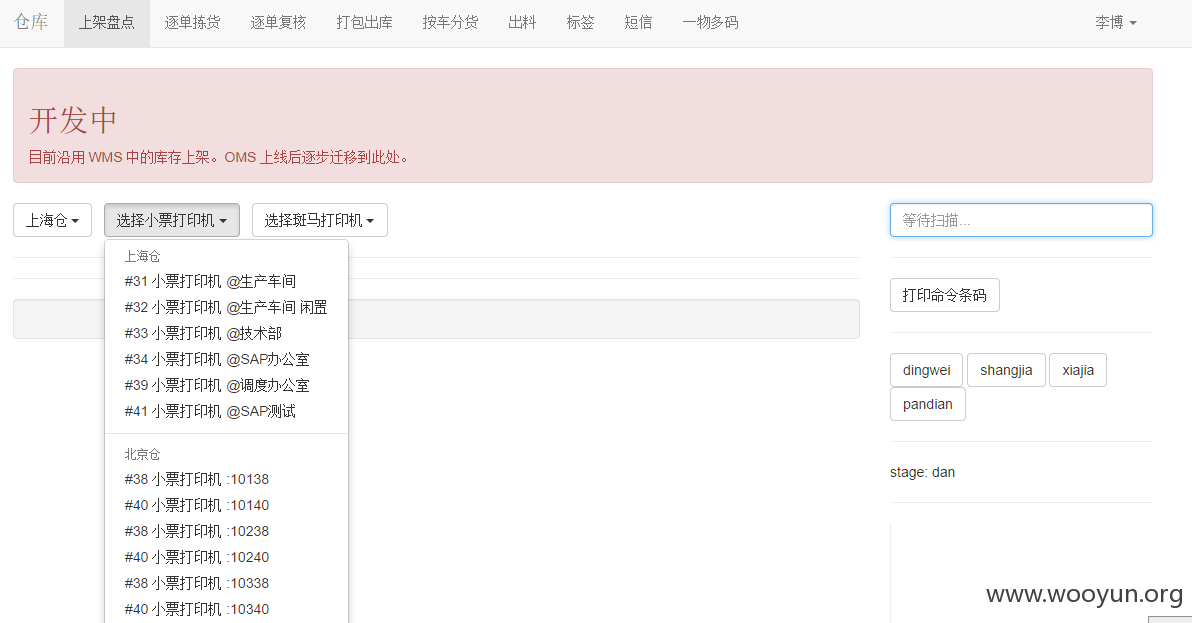 仓库 上架盘点 逐单拣货 逐单复核 打包出库 按车分货 出料 标签 短信 一物多码 李博
开发中
目前沿用 WMS 中的库存上架。OMS 上线后逐步迁移到此处。
上海仓 选择小票打印机 选择斑马打印机 等待扫描...
上海仓
#31 小票打印机 @生产车间
#32 小票打印机 @生产车间 闲置
#33 小票打印机 @技术部
#34 小票打印机 @SAP办公室
#39 小票打印机 @调度办公室
#41 小票打印机 @SAP测试
北京仓
#38 小票打印机 :10138
#40 小票打印机 :10140
#38 小票打印机 :10238
#40 小票打印机 :10240
#38 小票打印机 :10338
#40 小票打印机 :10340
打印命令条码
dingwei shangjia xiajia
pandian
stage: dan
www.wooyun.org